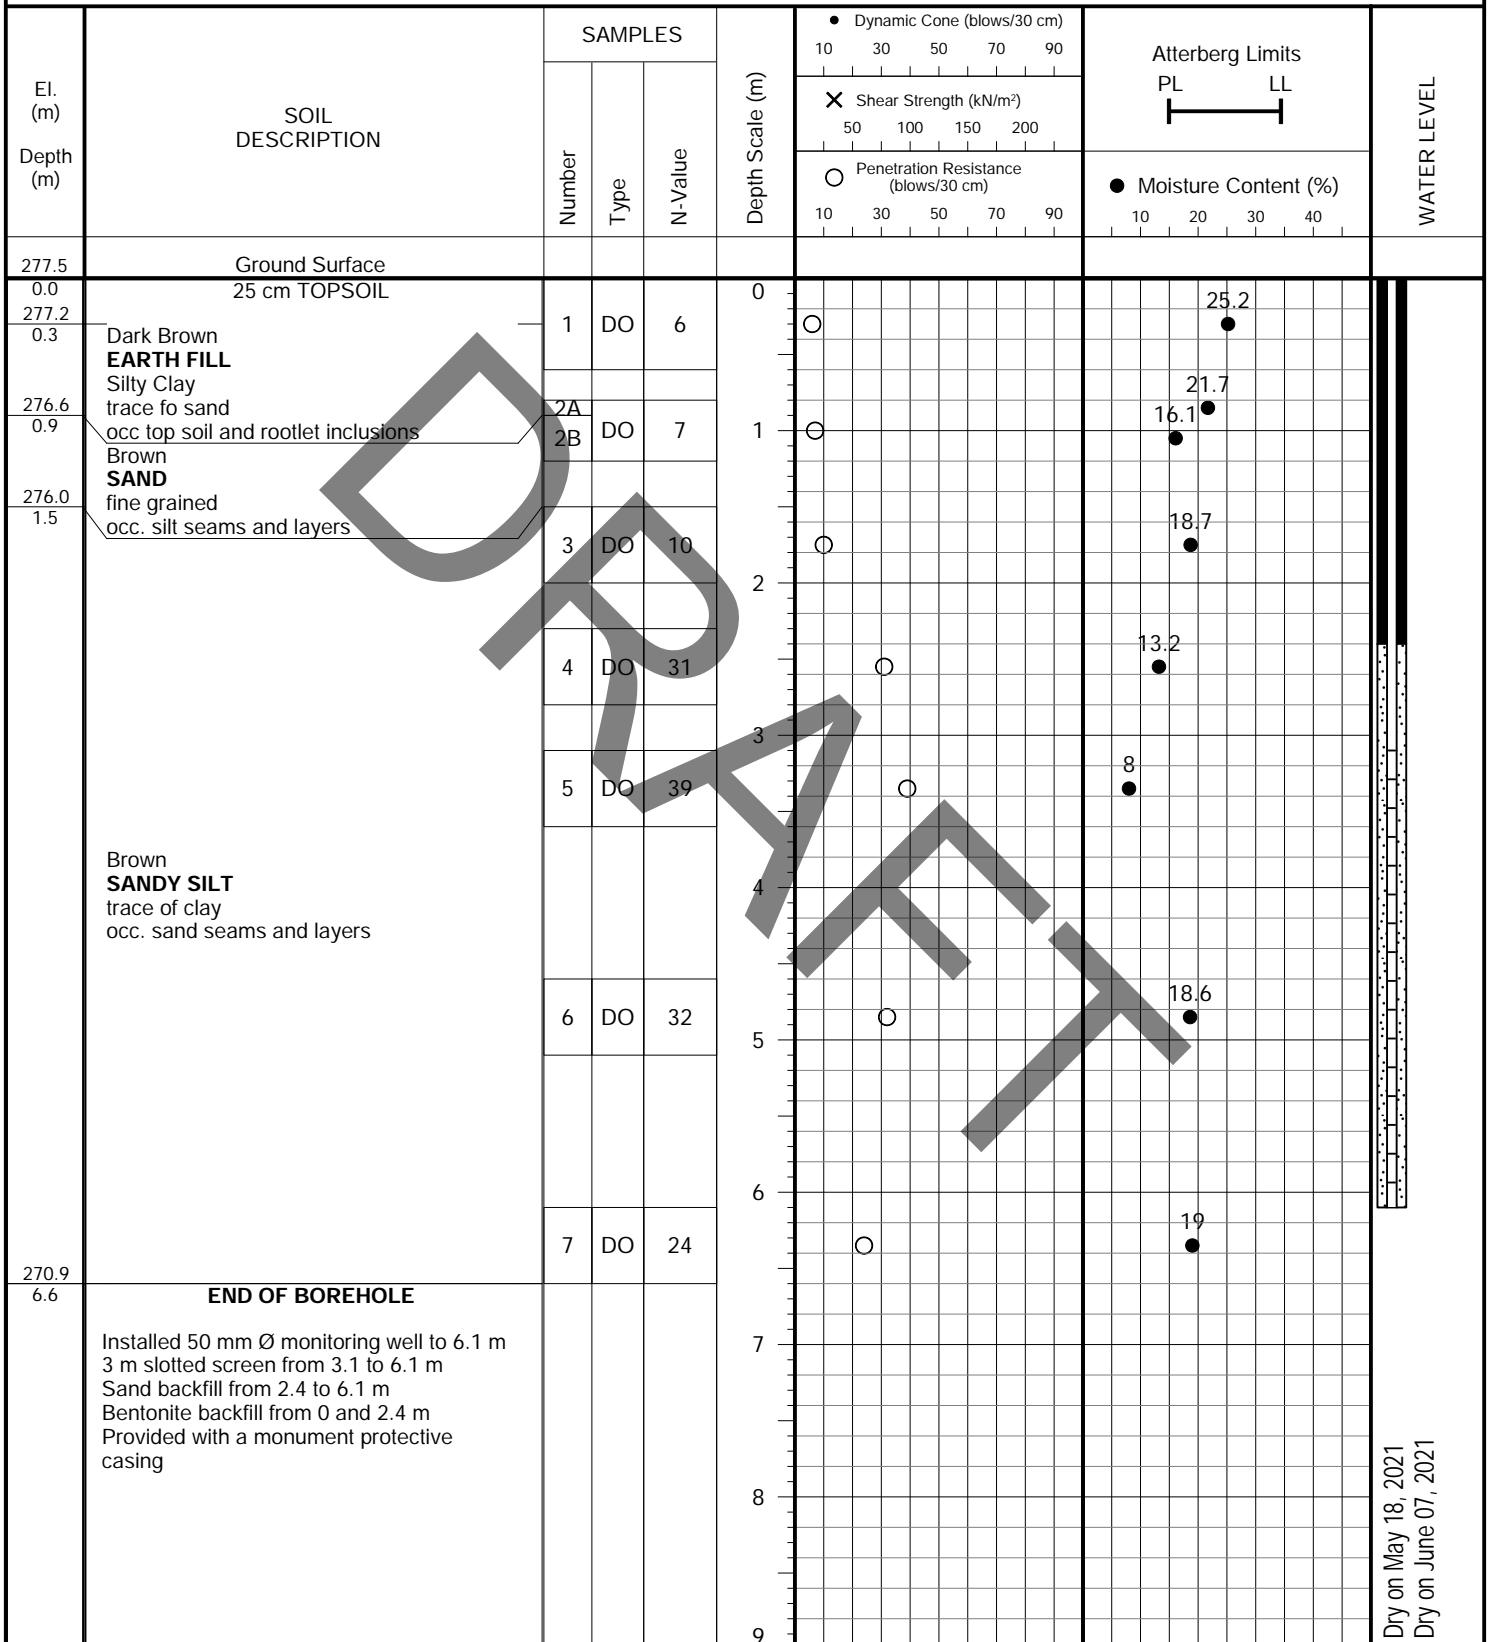 El.
(m)
Depth
(m)
SOIL
DESCRIPTION
SAMPLES
Number
Type
N-Value
Depth Scale (m)
Dynamic Cone (blows/30 cm)
10 30 50 70 90
Shear Strength (kN/m²)
50 100 150 200
Penetration Resistance
(blows/30 cm)
10 30 50 70 90
Atterberg Limits
PL LL
Moisture Content (%)
10 20 30 40
WATER LEVEL
277.5
Ground Surface
0.0
25 cm TOPSOIL
0
277.2
0.3
Dark Brown
EARTH FILL
Silty Clay
trace fo sand
occ top soil and rootlet inclusions
1 DO 6
25.2
276.6
0.9
2A
2B
DO 7
1
21.7
16.1
Brown
SAND
fine grained
occ. silt seams and layers
276.0
1.5
3 DO 10
18.7
2
4 DO 31
13.2
3
5 DO 39
8
Brown
SANDY SILT
trace of clay
occ. sand seams and layers
4
6 DO 32
18.6
5
6
7 DO 24
19
270.9
6.6
END OF BOREHOLE
Installed 50 mm Ø monitoring well to 6.1 m
3 m slotted screen from 3.1 to 6.1 m
Sand backfill from 2.4 to 6.1 m
Bentonite backfill from 0 and 2.4 m
Provided with a monument protective
casing
7
8
9
Dry on May 18, 2021
Dry on June 07, 2021
DRAFT